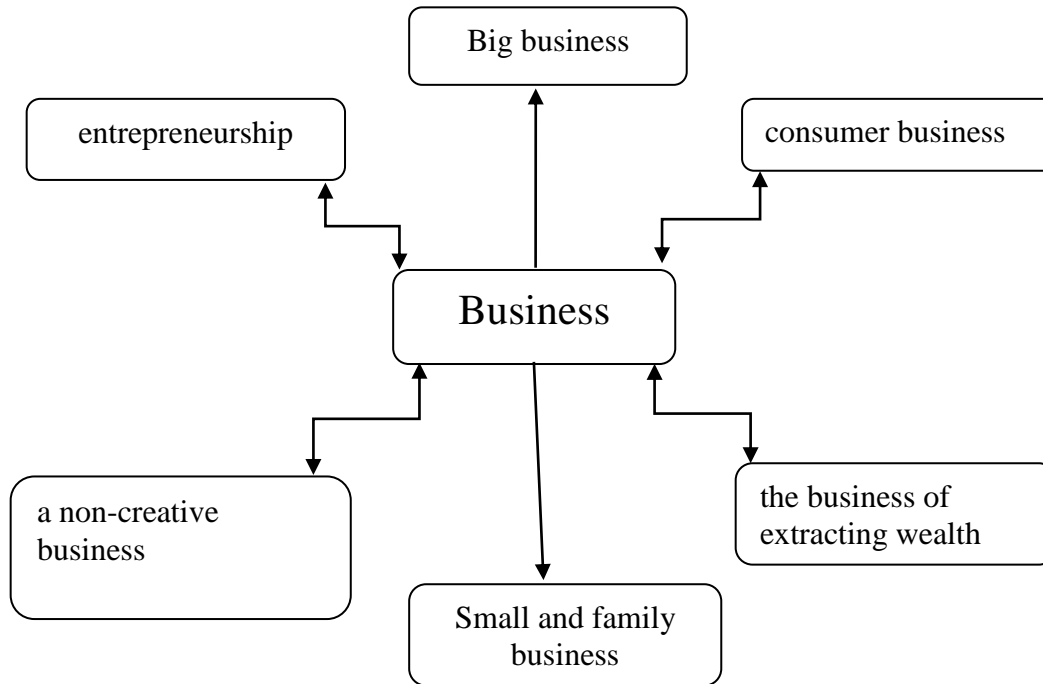 Big business
entrepreneurship
consumer business
Business
a non-creative
business
the business of
extracting wealth
Small and family
business